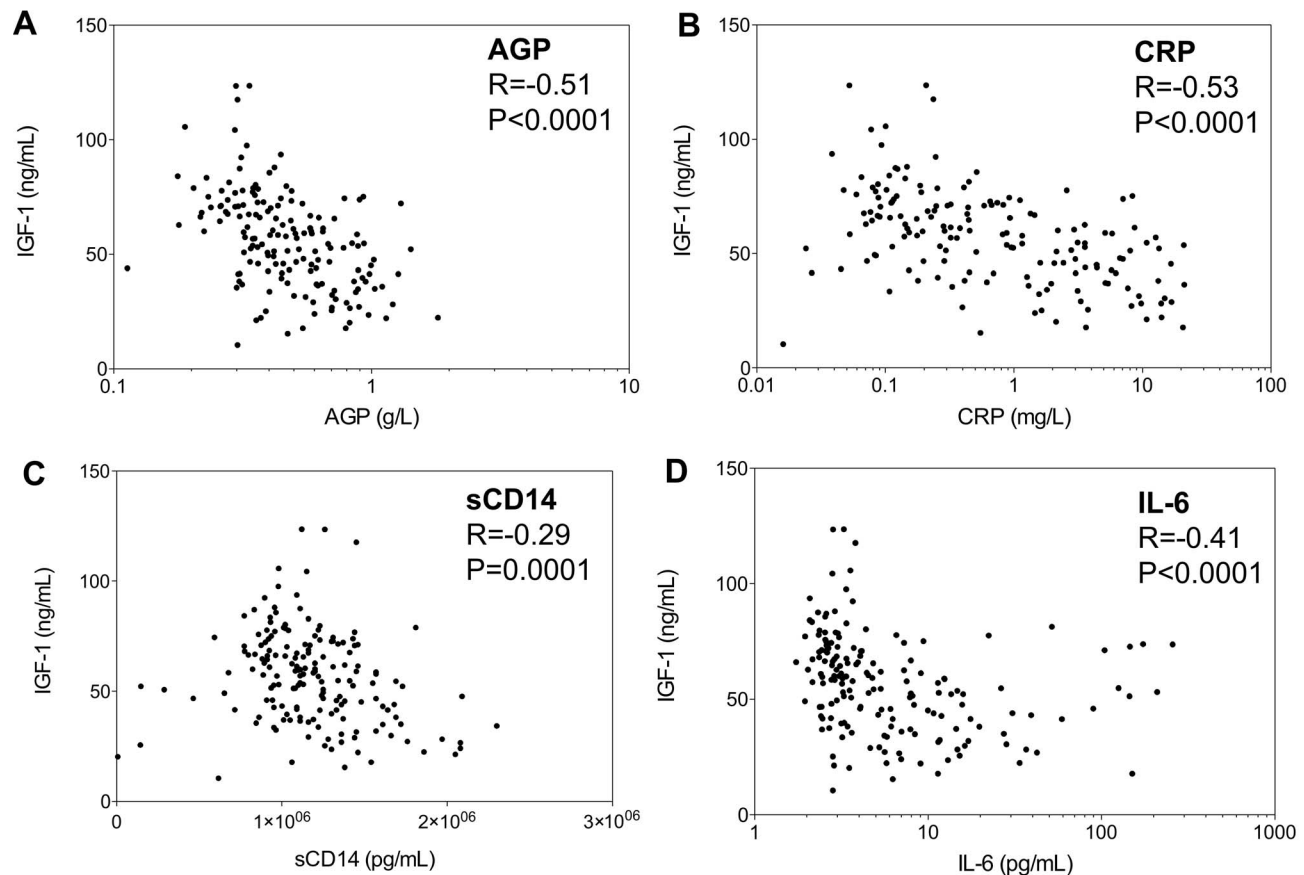 A
AGP
R=-0.51
P<0.0001
IGF-1 (ng/mL)
150
100
50
0
0.1
1
10
AGP (g/L)
B
CRP
R=-0.53
P<0.0001
IGF-1 (ng/mL)
150
100
50
0
0.01
0.1
1
10
100
CRP (mg/L)
C
sCD14
R=-0.29
P=0.0001
IGF-1 (ng/mL)
150
100
50
0
0
1×10⁰⁶
2×10⁰⁶
3×10⁰⁶
sCD14 (pg/mL)
D
IL-6
R=-0.41
P<0.0001
IGF-1 (ng/mL)
150
100
50
0
1
10
100
1000
IL-6 (pg/mL)